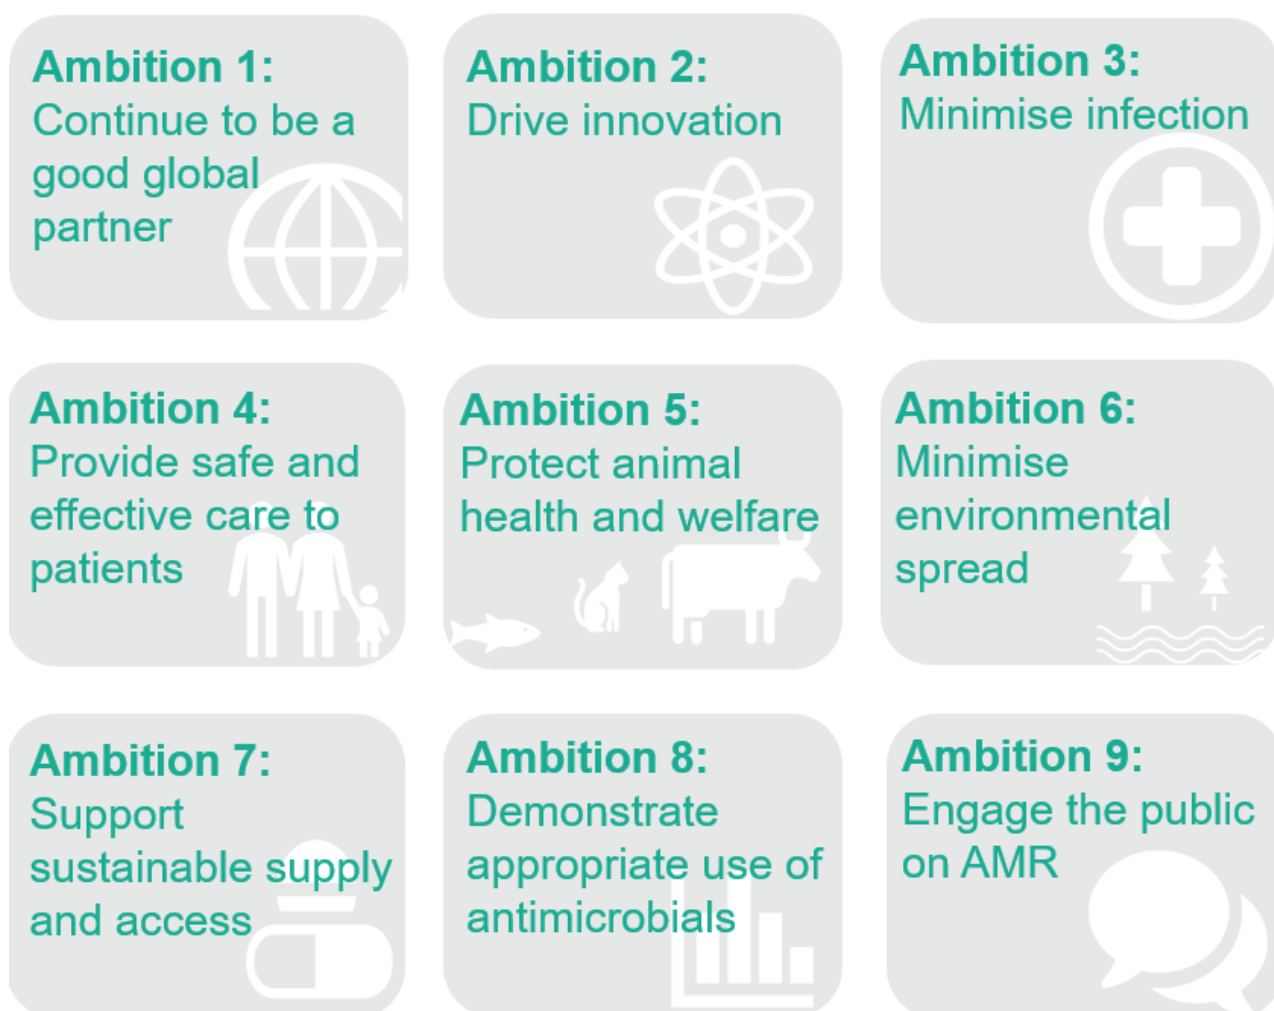 Ambition 1:
Continue to be a
good global
partner
Ambition 2:
Drive innovation
Ambition 3:
Minimise infection
Ambition 4:
Provide safe and
effective care to
patients
Ambition 5:
Protect animal
health and welfare
Ambition 6:
Minimise
environmental
spread
Ambition 7:
Support
sustainable supply
and access
Ambition 8:
Demonstrate
appropriate use of
antimicrobials
Ambition 9:
Engage the public
on AMR